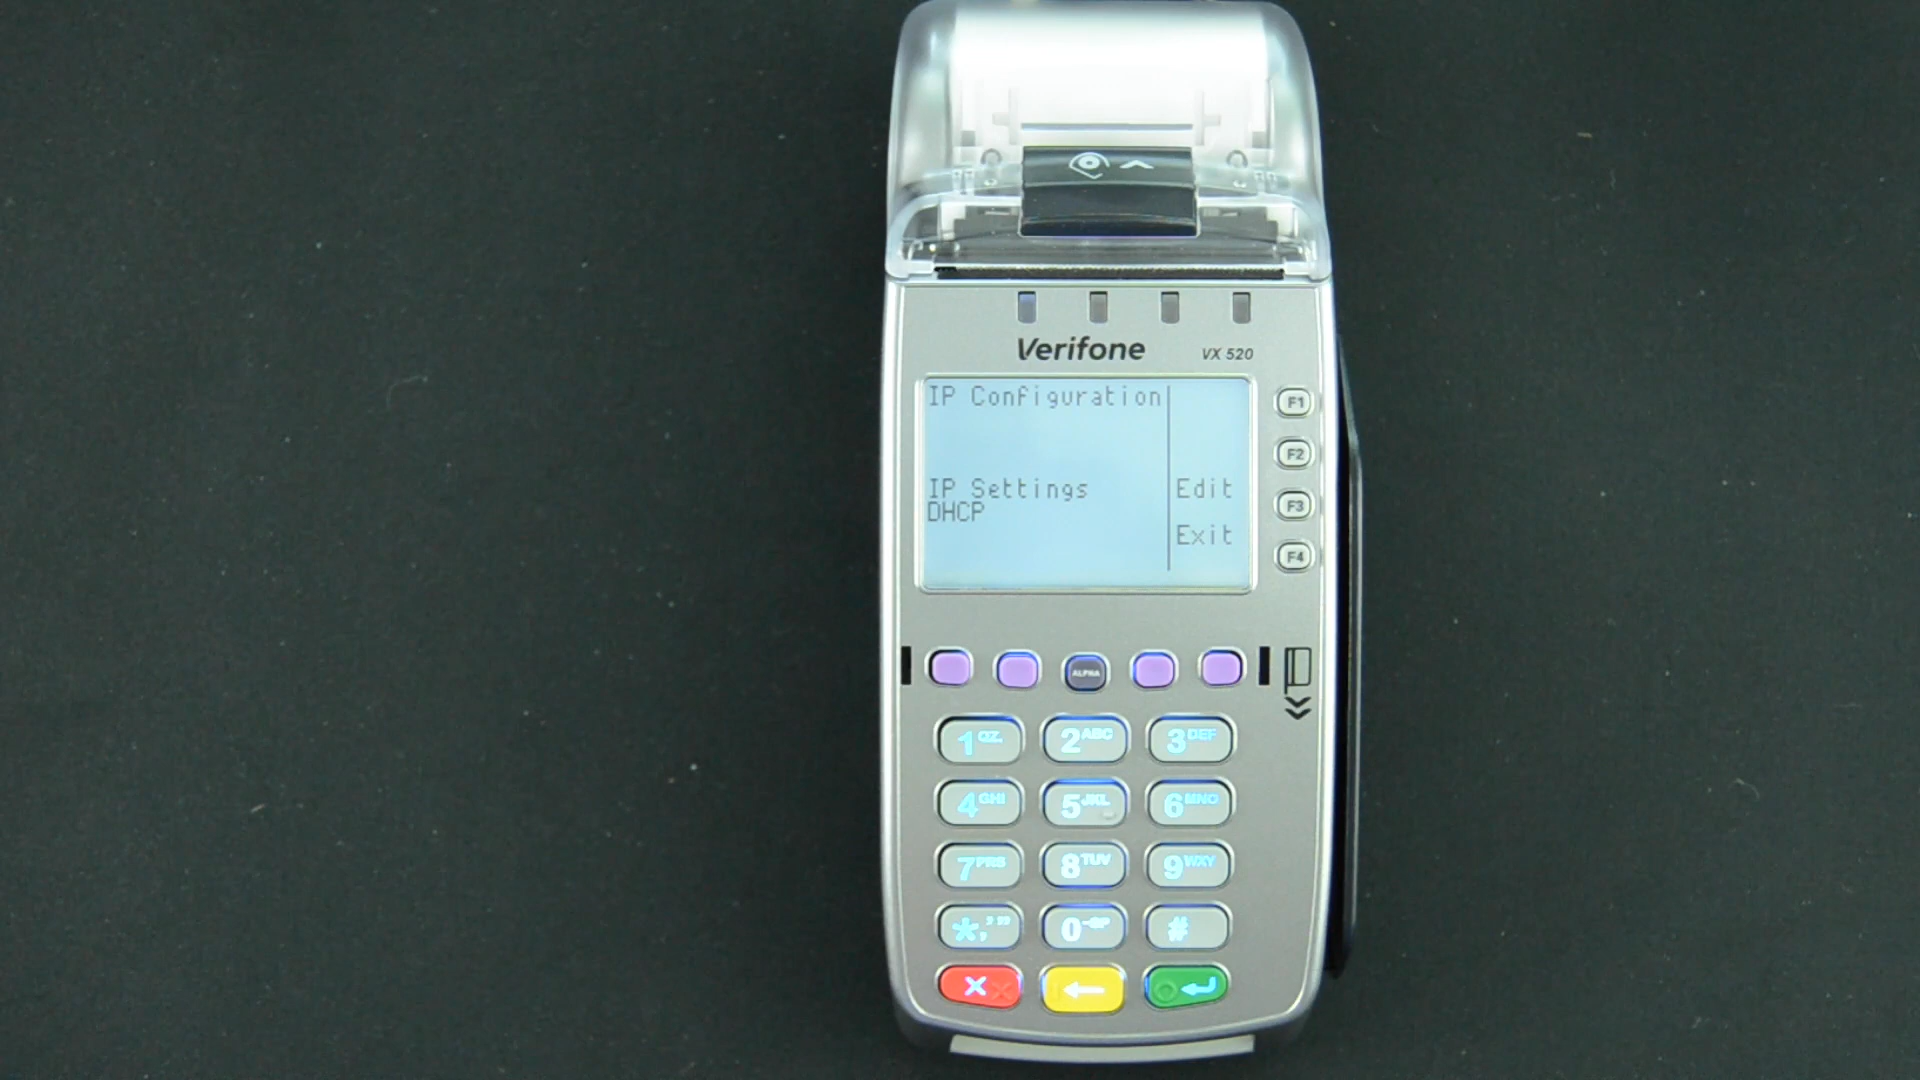 Verifone
VX 520
IP Configuration
F1
F2
IP Settings Edit
F3
DHCP
Exit
F4
ALPHA
1 QZ. 2 ABC 3 DEF
4 GHI 5 JKL 6 MNO
7 PRS 8 TUV 9 WXY
*,'" 0 -SP #